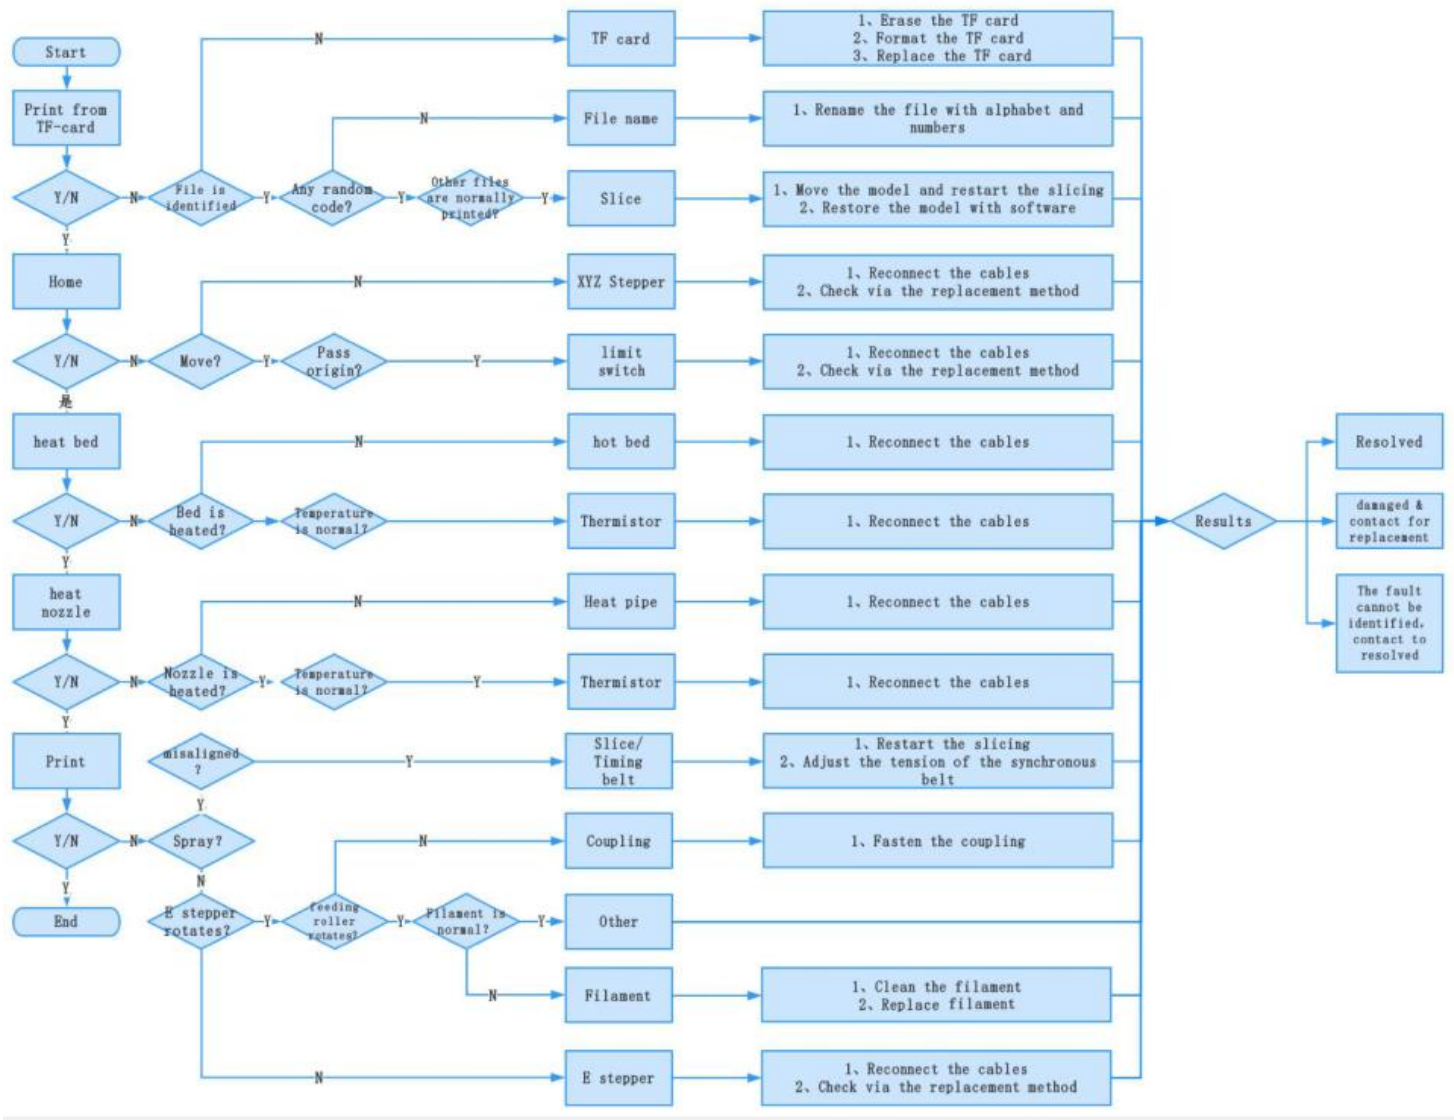 Start
N
TF card
1、Erase the TF card
2、Format the TF card
3、Replace the TF card
Print from
TF-card
N
File name
1、Rename the file with alphabet and
numbers
Y/N
N
File is
identified
Y
Any random
code?
Y
Other files
are normally
printed?
Y
Slice
1、Move the model and restart the slicing
2、Restore the model with software
Y
Home
N
XYZ Stepper
1、Reconnect the cables
2、Check via the replacement method
Y/N
N
Move?
Y
Pass
origin?
Y
limit
switch
1、Reconnect the cables
2、Check via the replacement method
是
heat bed
N
hot bed
1、Reconnect the cables
Resolved
Y/N
N
Bed is
heated?
Temperature
is normal?
Thermistor
1、Reconnect the cables
Results
damaged &
contact for
replacement
Y
heat
nozzle
N
Heat pipe
1、Reconnect the cables
The fault
cannot be
identified,
contact to
resolved
Y/N
N
Nozzle is
heated?
Y
Temperature
is normal?
Y
Thermistor
1、Reconnect the cables
Y
Print
misaligned
?
Y
Slice/
Timing
belt
1、Restart the slicing
2、Adjust the tension of the synchronous
belt
Y
Y/N
N
Spray?
N
Coupling
1、Fasten the coupling
Y
N
End
E stepper
rotates?
Y
feeding
roller
rotates?
Y
Filament is
normal?
Y
Other
N
Filament
1、Clean the filament
2、Replace filament
N
E stepper
1、Reconnect the cables
2、Check via the replacement method